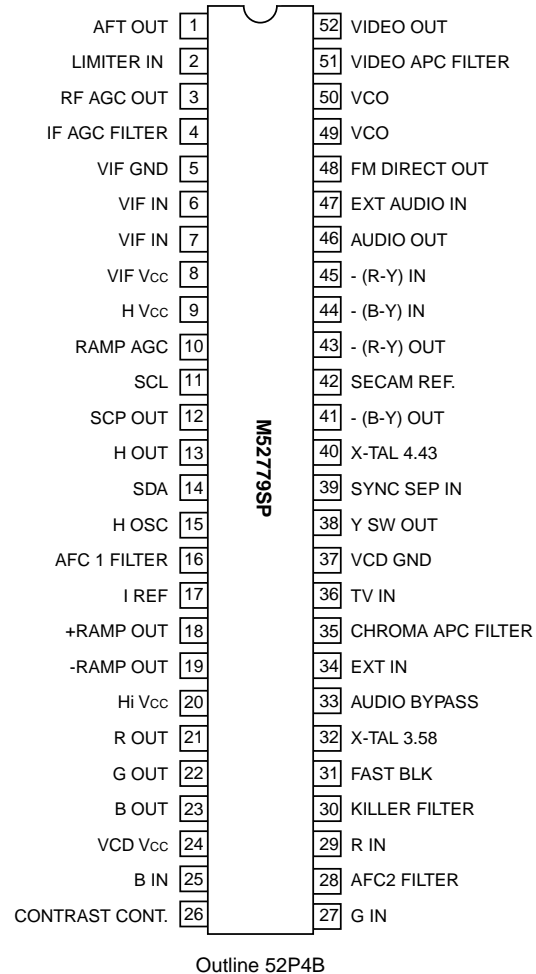 AFT OUT 1 52 VIDEO OUT
LIMITER IN 2 51 VIDEO APC FILTER
RF AGC OUT 3 50 VCO
IF AGC FILTER 4 49 VCO
VIF GND 5 48 FM DIRECT OUT
VIF IN 6 47 EXT AUDIO IN
VIF IN 7 46 AUDIO OUT
VIF Vcc 8 45 - (R-Y) IN
H Vcc 9 44 - (B-Y) IN
RAMP AGC 10 43 - (R-Y) OUT
SCL 11 42 SECAM REF.
SCP OUT 12 41 - (B-Y) OUT
H OUT 13 40 X-TAL 4.43
SDA 14 39 SYNC SEP IN
H OSC 15 38 Y SW OUT
AFC 1 FILTER 16 37 VCD GND
I REF 17 36 TV IN
+RAMP OUT 18 35 CHROMA APC FILTER
-RAMP OUT 19 34 EXT IN
Hi Vcc 20 33 AUDIO BYPASS
R OUT 21 32 X-TAL 3.58
G OUT 22 31 FAST BLK
B OUT 23 30 KILLER FILTER
VCD Vcc 24 29 R IN
B IN 25 28 AFC2 FILTER
CONTRAST CONT. 26 27 G IN
M52779SP
Outline 52P4B